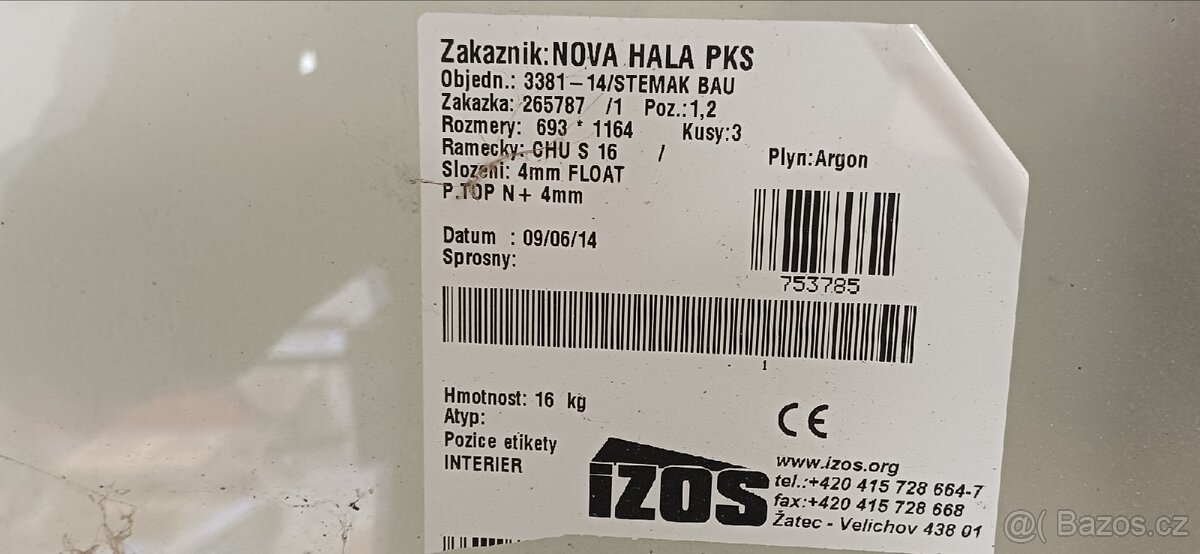 Zakaznik:NOVA HALA PKS
Objedn.: 3381-14/STEMAK BAU
Zakazka: 265787 /1 Poz.:1,2
Rozmery: 693 * 1164 Kusy:3
Ramecky: CHU S 16 /
Plyn:Argon
Slozeni: 4mm FLOAT
P.TOP N+ 4mm
Datum : 09/06/14
Sprosny:
753785
1
Hmotnost: 16 kg
Atyp:
Pozice etikety
INTERIER
CE
izos
www.izos.org
tel.:+420 415 728 664-7
fax:+420 415 728 668
Žatec - Velichov 438 01
@( Bazos.cz